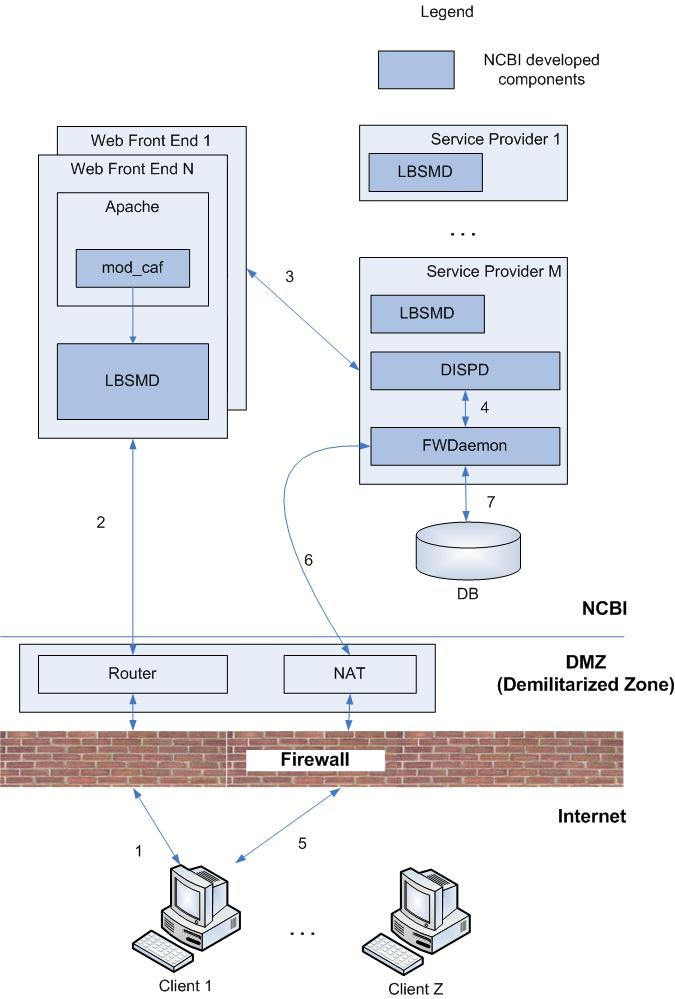 Legend
NCBI developed
components
Web Front End 1
Web Front End N
Apache
mod_caf
LBSMD
Service Provider 1
LBSMD
...
Service Provider M
LBSMD
DISPD
4
FWDaemon
3
7
DB
2
6
NCBI
DMZ
(Demilitarized Zone)
Router
NAT
Firewall
Internet
1
5
...
Client 1
Client Z